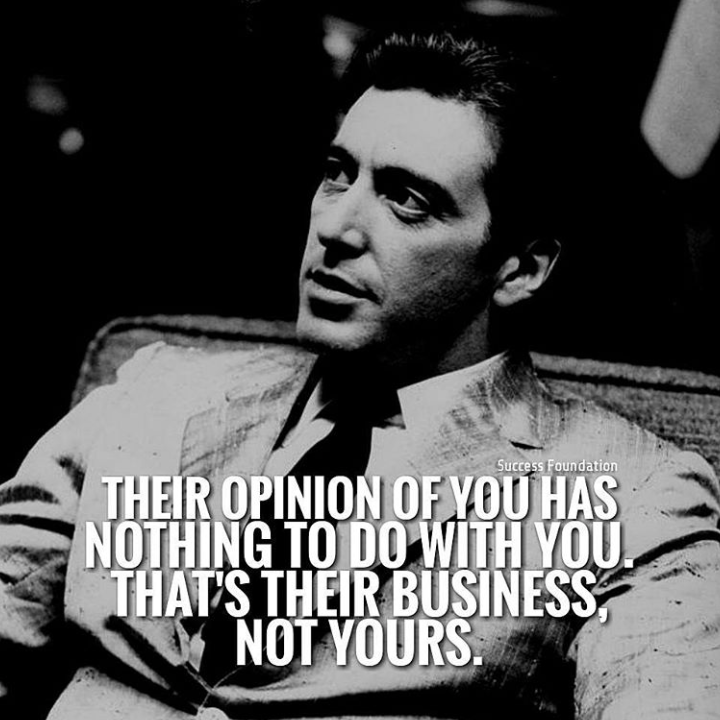 Success Foundation
THEIR OPINION OF YOU HAS
NOTHING TO DO WITH YOU.
THAT'S THEIR BUSINESS,
NOT YOURS.